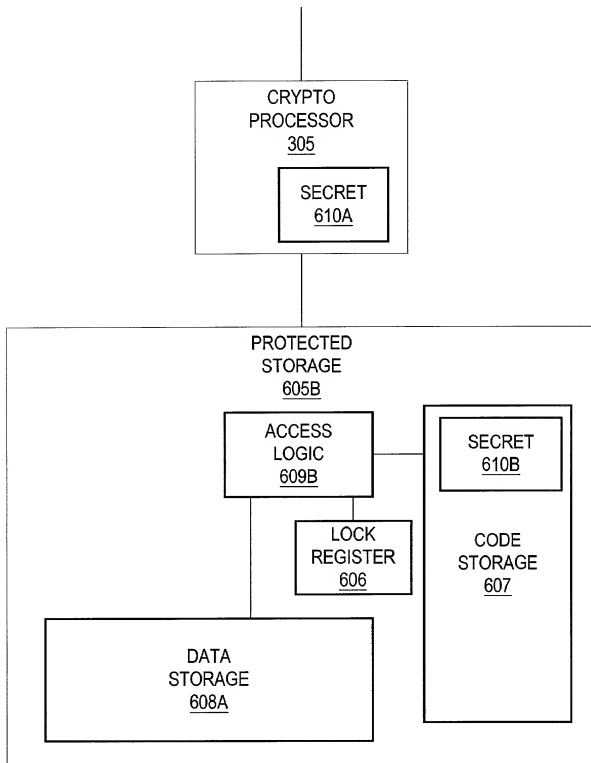 CRYPTO
PROCESSOR
305
SECRET
610A
PROTECTED
STORAGE
605B
ACCESS
LOGIC
609B
SECRET
610B
LOCK
REGISTER
606
CODE
STORAGE
607
DATA
STORAGE
608A